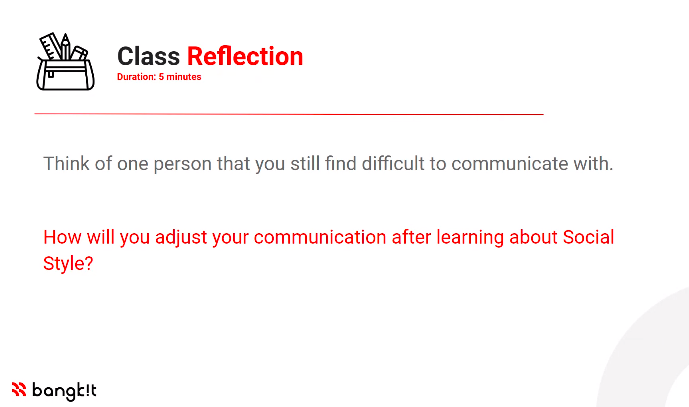 Class Reflection
Duration: 5 minutes
Think of one person that you still find difficult to communicate with.
How will you adjust your communication after learning about Social
Style?
bangk!t